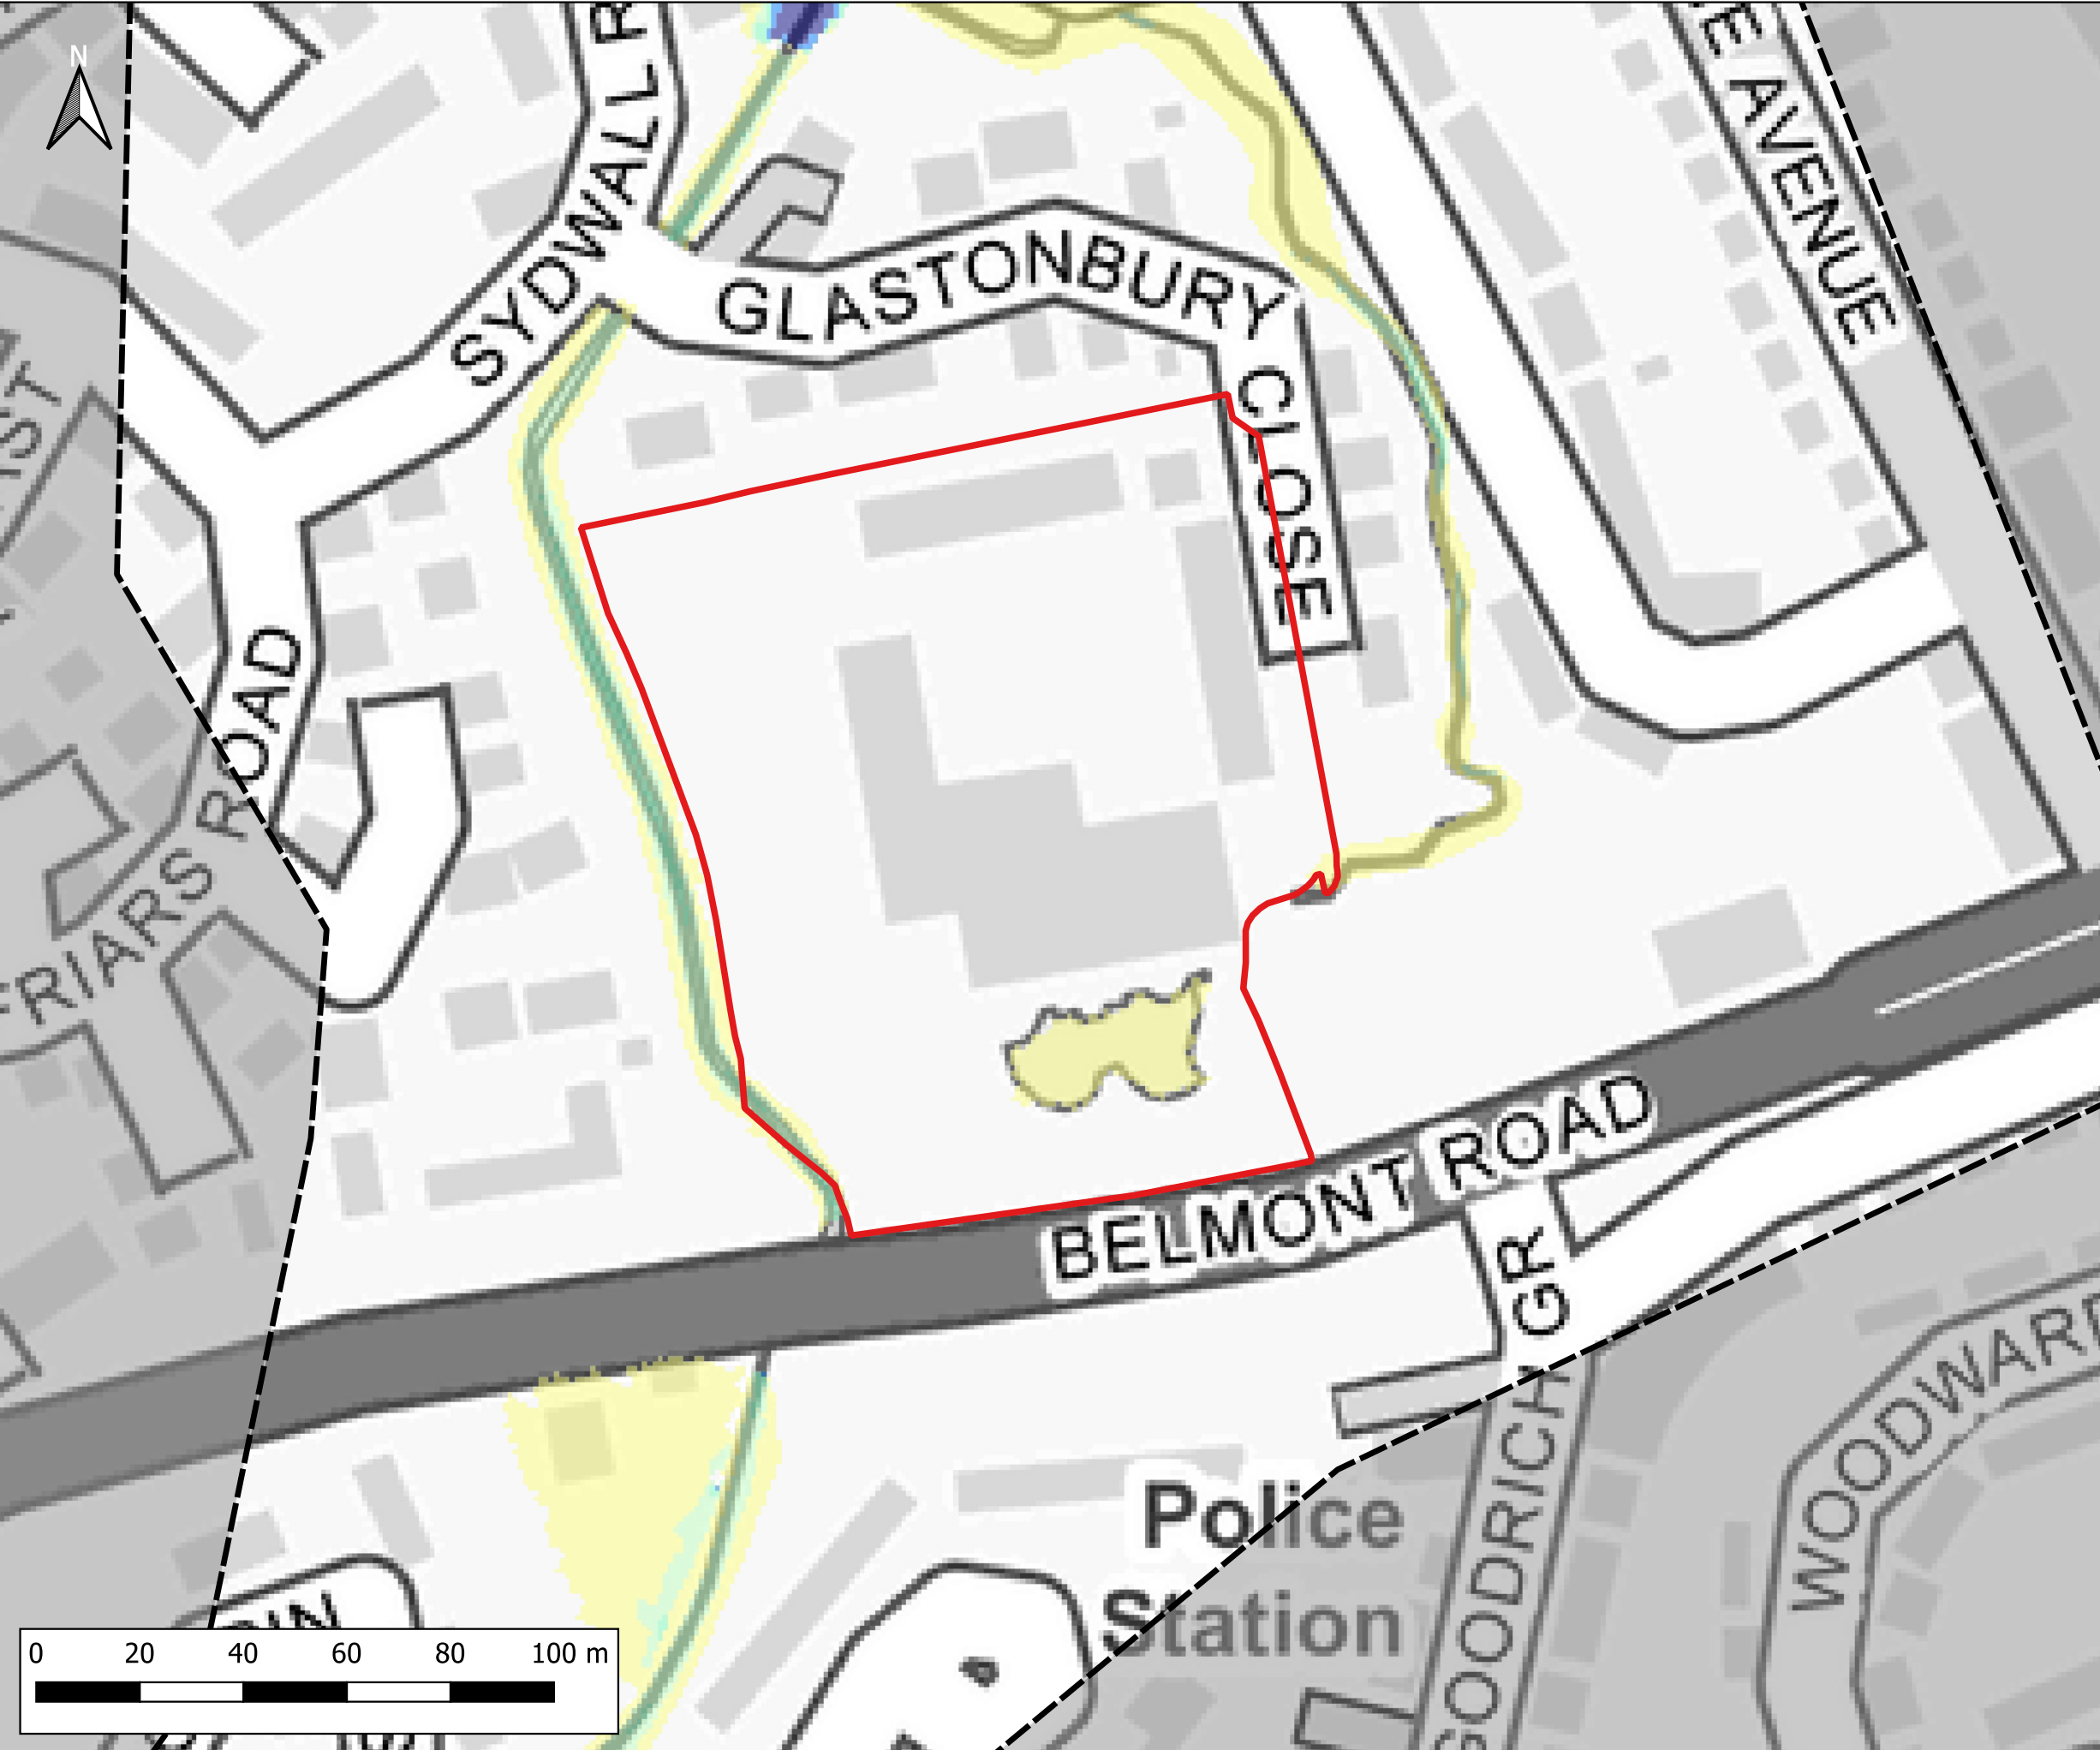 N
SYDWALL R
GLASTONBURY
CLOSE
AVENUE
ROAD
FRIARS
BELMONT ROAD
GR
GOODRICH
WOODWARD
Police
Station
0 20 40 60 80 100 m